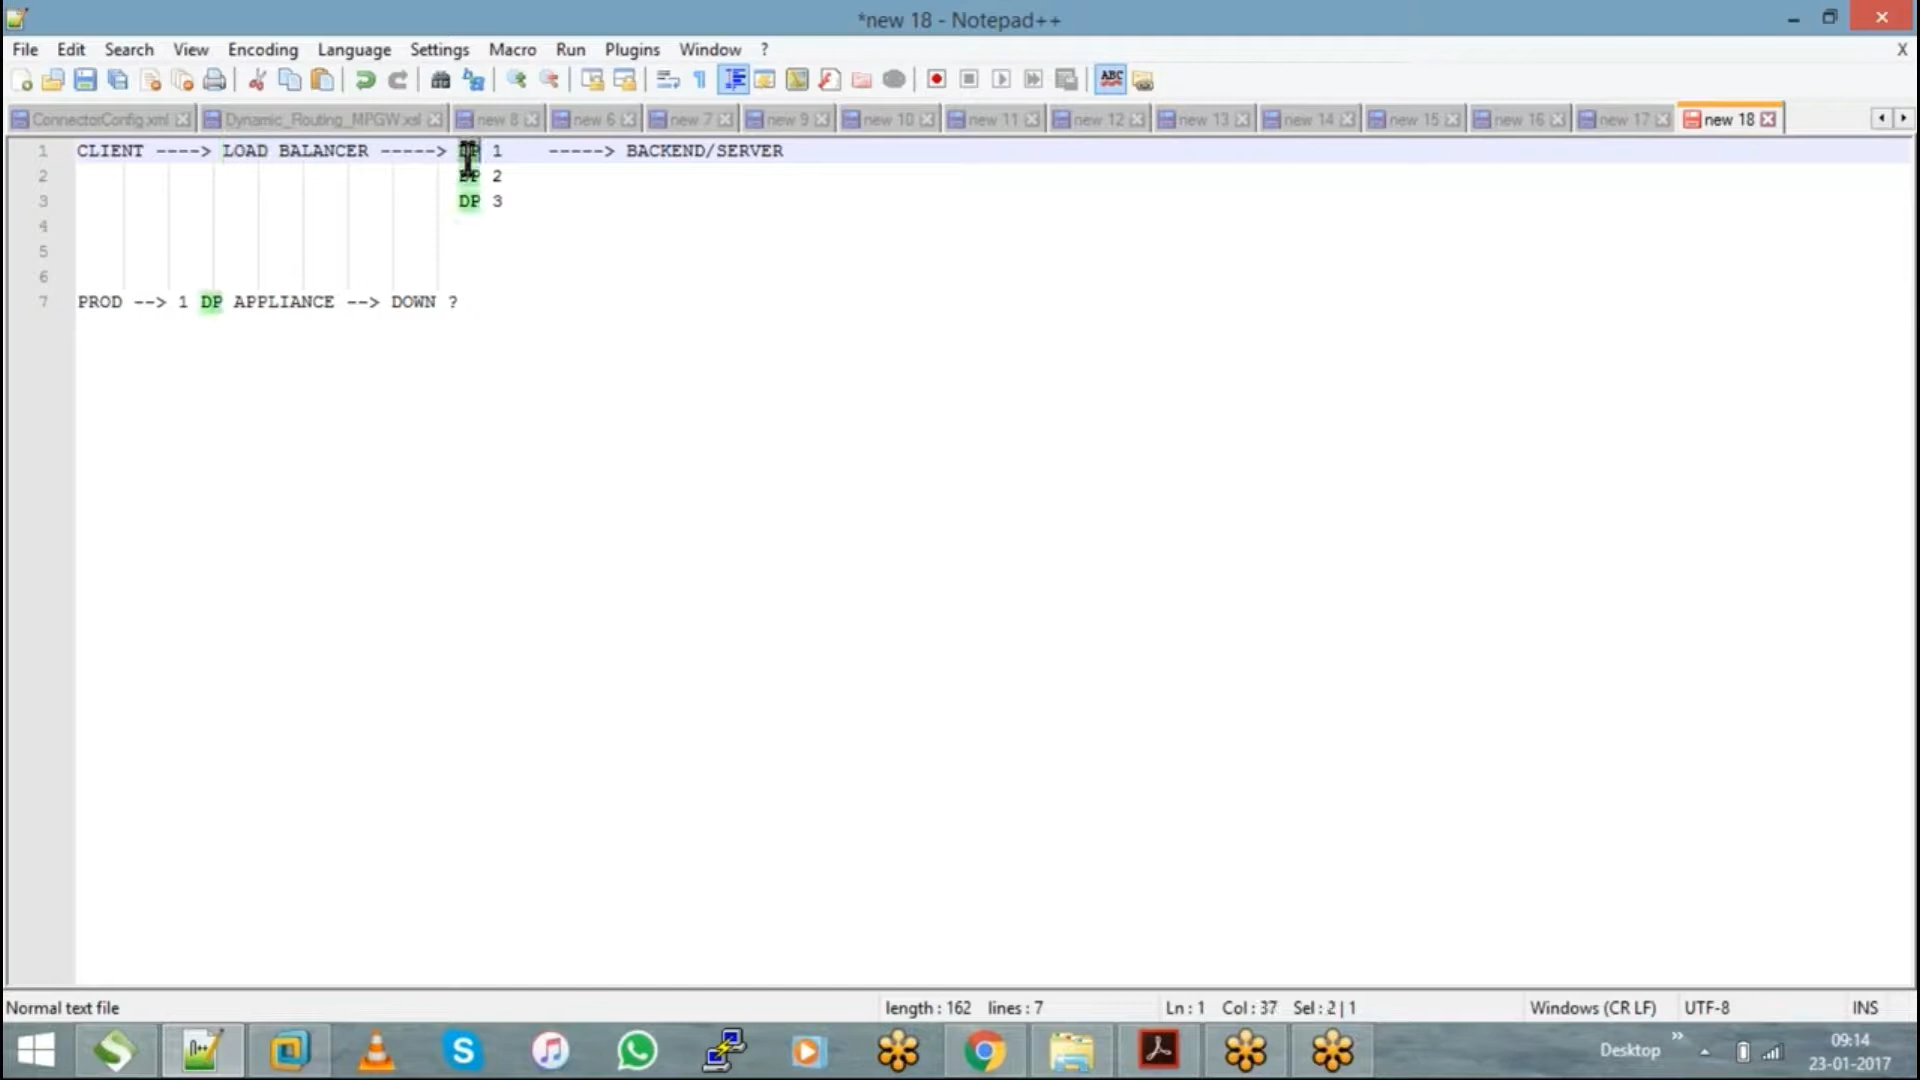 *new 18 - Notepad++
File Edit Search View Encoding Language Settings Macro Run Plugins Window ? X
ConnectorConfig.xml Dynamic_Routing_MPGW.xsl new 8 new 6 new 7 new 9 new 10 new 11 new 12 new 13 new 14 new 15 new 16 new 17 new 18
1 CLIENT ----> LOAD BALANCER -----> DP 1 -----> BACKEND/SERVER
2 DP 2
3 DP 3
4
5
6
7 PROD --> 1 DP APPLIANCE --> DOWN ?
Normal text file length : 162 lines : 7 Ln : 1 Col : 37 Sel : 2 | 1 Windows (CR LF) UTF-8 INS
Desktop 09:14
23-01-2017